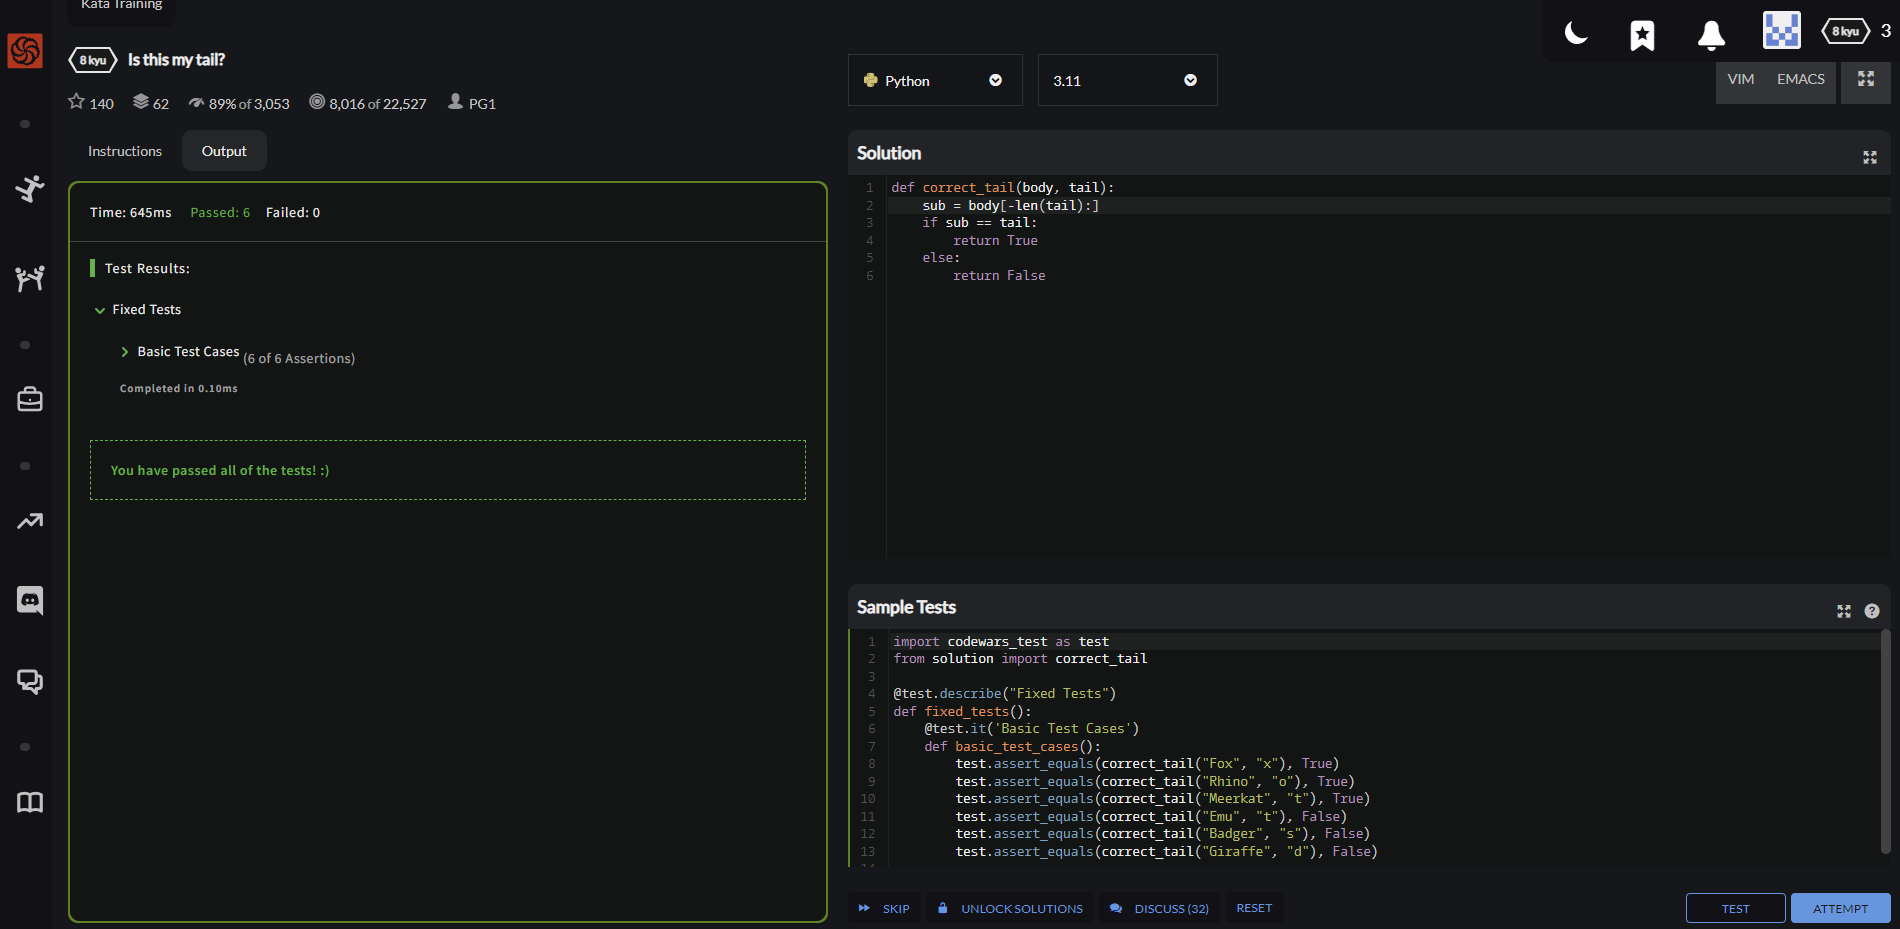 Kata Training
8 kyu
3
8 kyu Is this my tail?
140 62 89% of 3,053 8,016 of 22,527 PG1
Python
3.11
VIM EMACS
Instructions Output
Time: 645ms Passed: 6 Failed: 0
Test Results:
Fixed Tests
Basic Test Cases (6 of 6 Assertions)
Completed in 0.10ms
You have passed all of the tests! :)
Solution
1 def correct_tail(body, tail):
2     sub = body[-len(tail):]
3     if sub == tail:
4         return True
5     else:
6         return False
Sample Tests
?
1 import codewars_test as test
2 from solution import correct_tail
3
4 @test.describe("Fixed Tests")
5 def fixed_tests():
6     @test.it('Basic Test Cases')
7     def basic_test_cases():
8         test.assert_equals(correct_tail("Fox", "x"), True)
9         test.assert_equals(correct_tail("Rhino", "o"), True)
10         test.assert_equals(correct_tail("Meerkat", "t"), True)
11         test.assert_equals(correct_tail("Emu", "t"), False)
12         test.assert_equals(correct_tail("Badger", "s"), False)
13         test.assert_equals(correct_tail("Giraffe", "d"), False)
14
SKIP UNLOCK SOLUTIONS DISCUSS (32) RESET
TEST ATTEMPT